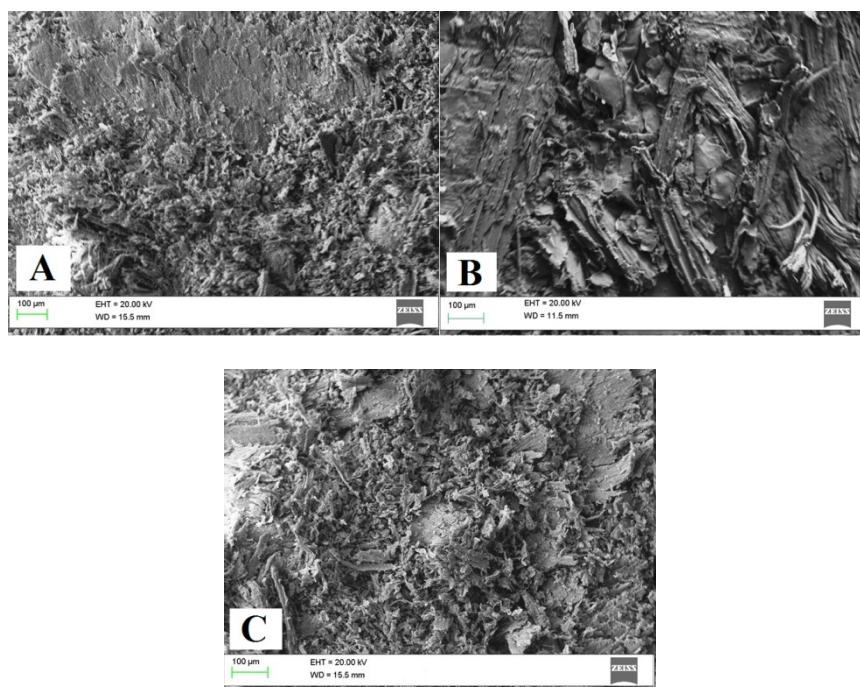 A
100 µm
EHT = 20.00 kV
WD = 15.5 mm
ZEISS
B
100 µm
EHT = 20.00 kV
WD = 11.5 mm
ZEISS
C
100 µm
EHT = 20.00 kV
WD = 15.5 mm
ZEISS